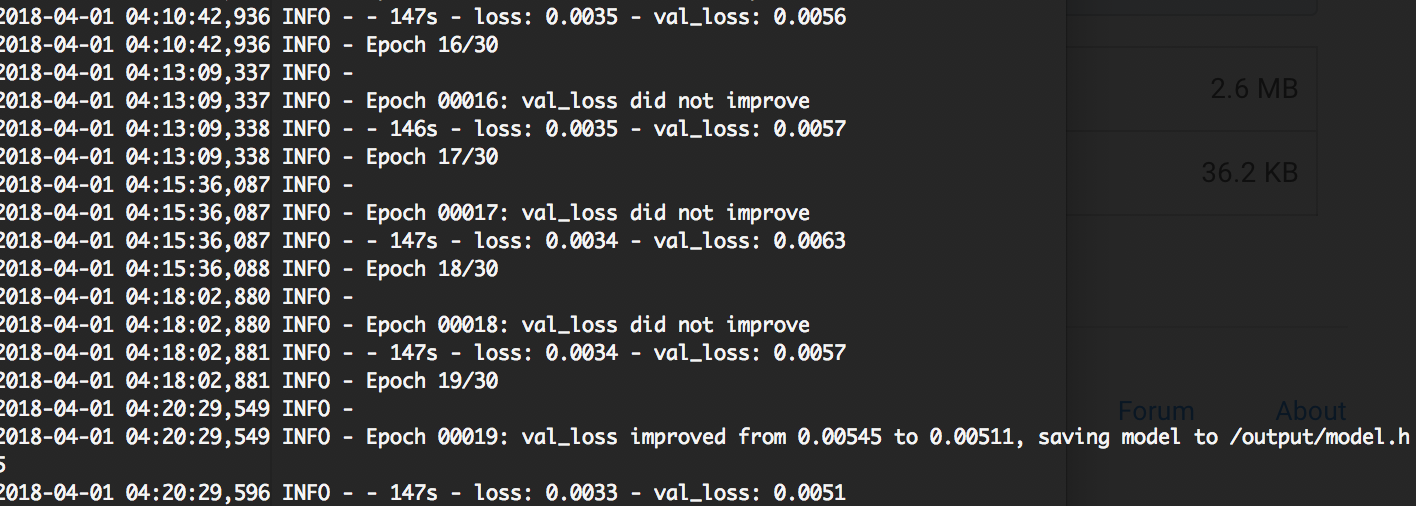 2018-04-01 04:10:42,936 INFO - - 147s - loss: 0.0035 - val_loss: 0.0056
2018-04-01 04:10:42,936 INFO - Epoch 16/30
2018-04-01 04:13:09,337 INFO -
2.6 MB
2018-04-01 04:13:09,337 INFO - Epoch 00016: val_loss did not improve
2018-04-01 04:13:09,338 INFO - - 146s - loss: 0.0035 - val_loss: 0.0057
2018-04-01 04:13:09,338 INFO - Epoch 17/30
36.2 KB
2018-04-01 04:15:36,087 INFO -
2018-04-01 04:15:36,087 INFO - Epoch 00017: val_loss did not improve
2018-04-01 04:15:36,087 INFO - - 147s - loss: 0.0034 - val_loss: 0.0063
2018-04-01 04:15:36,088 INFO - Epoch 18/30
2018-04-01 04:18:02,880 INFO -
2018-04-01 04:18:02,880 INFO - Epoch 00018: val_loss did not improve
2018-04-01 04:18:02,881 INFO - - 147s - loss: 0.0034 - val_loss: 0.0057
2018-04-01 04:18:02,881 INFO - Epoch 19/30
2018-04-01 04:20:29,549 INFO -
Forum About
2018-04-01 04:20:29,549 INFO - Epoch 00019: val_loss improved from 0.00545 to 0.00511, saving model to /output/model.h
5
2018-04-01 04:20:29,596 INFO - - 147s - loss: 0.0033 - val_loss: 0.0051